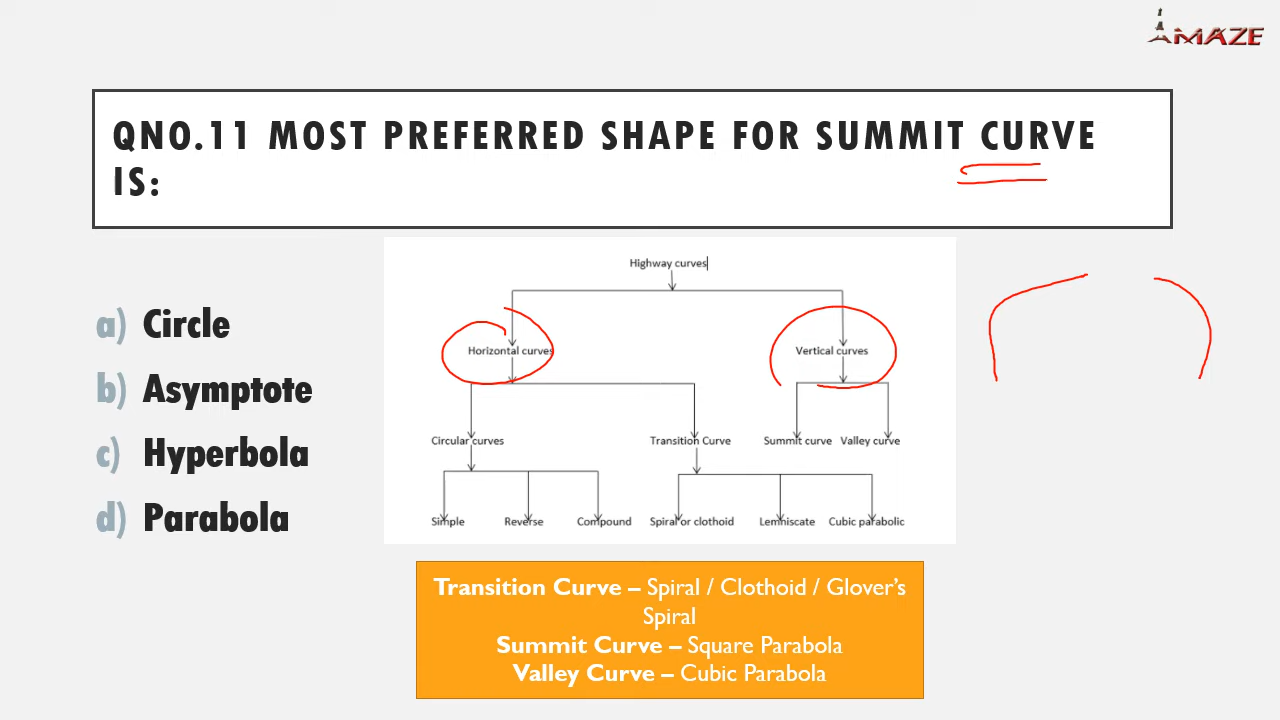 MAZE
QNO.11 MOST PREFERRED SHAPE FOR SUMMIT CURVE
IS:
a) Circle
b) Asymptote
c) Hyperbola
d) Parabola
Highway curves
Horizontal curves
Vertical curves
Circular curves
Transition Curve
Summit curve
Valley curve
Simple
Reverse
Compound
Spiral or clothoid
Lemniscate
Cubic parabolic
Transition Curve – Spiral / Clothoid / Glover's
Spiral
Summit Curve – Square Parabola
Valley Curve – Cubic Parabola